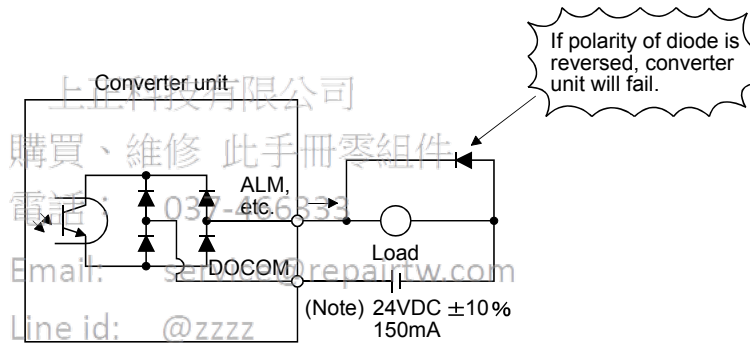 If polarity of diode is
reversed, converter
unit will fail.
Converter unit
上正科技有限公司
購買、維修 此手冊零組件
ALM,
etc.
電話： 037-466333
Load
DOCOM
Email: service@repairtw.com
(Note) 24VDC ±10%
150mA
Line id: @zzzz